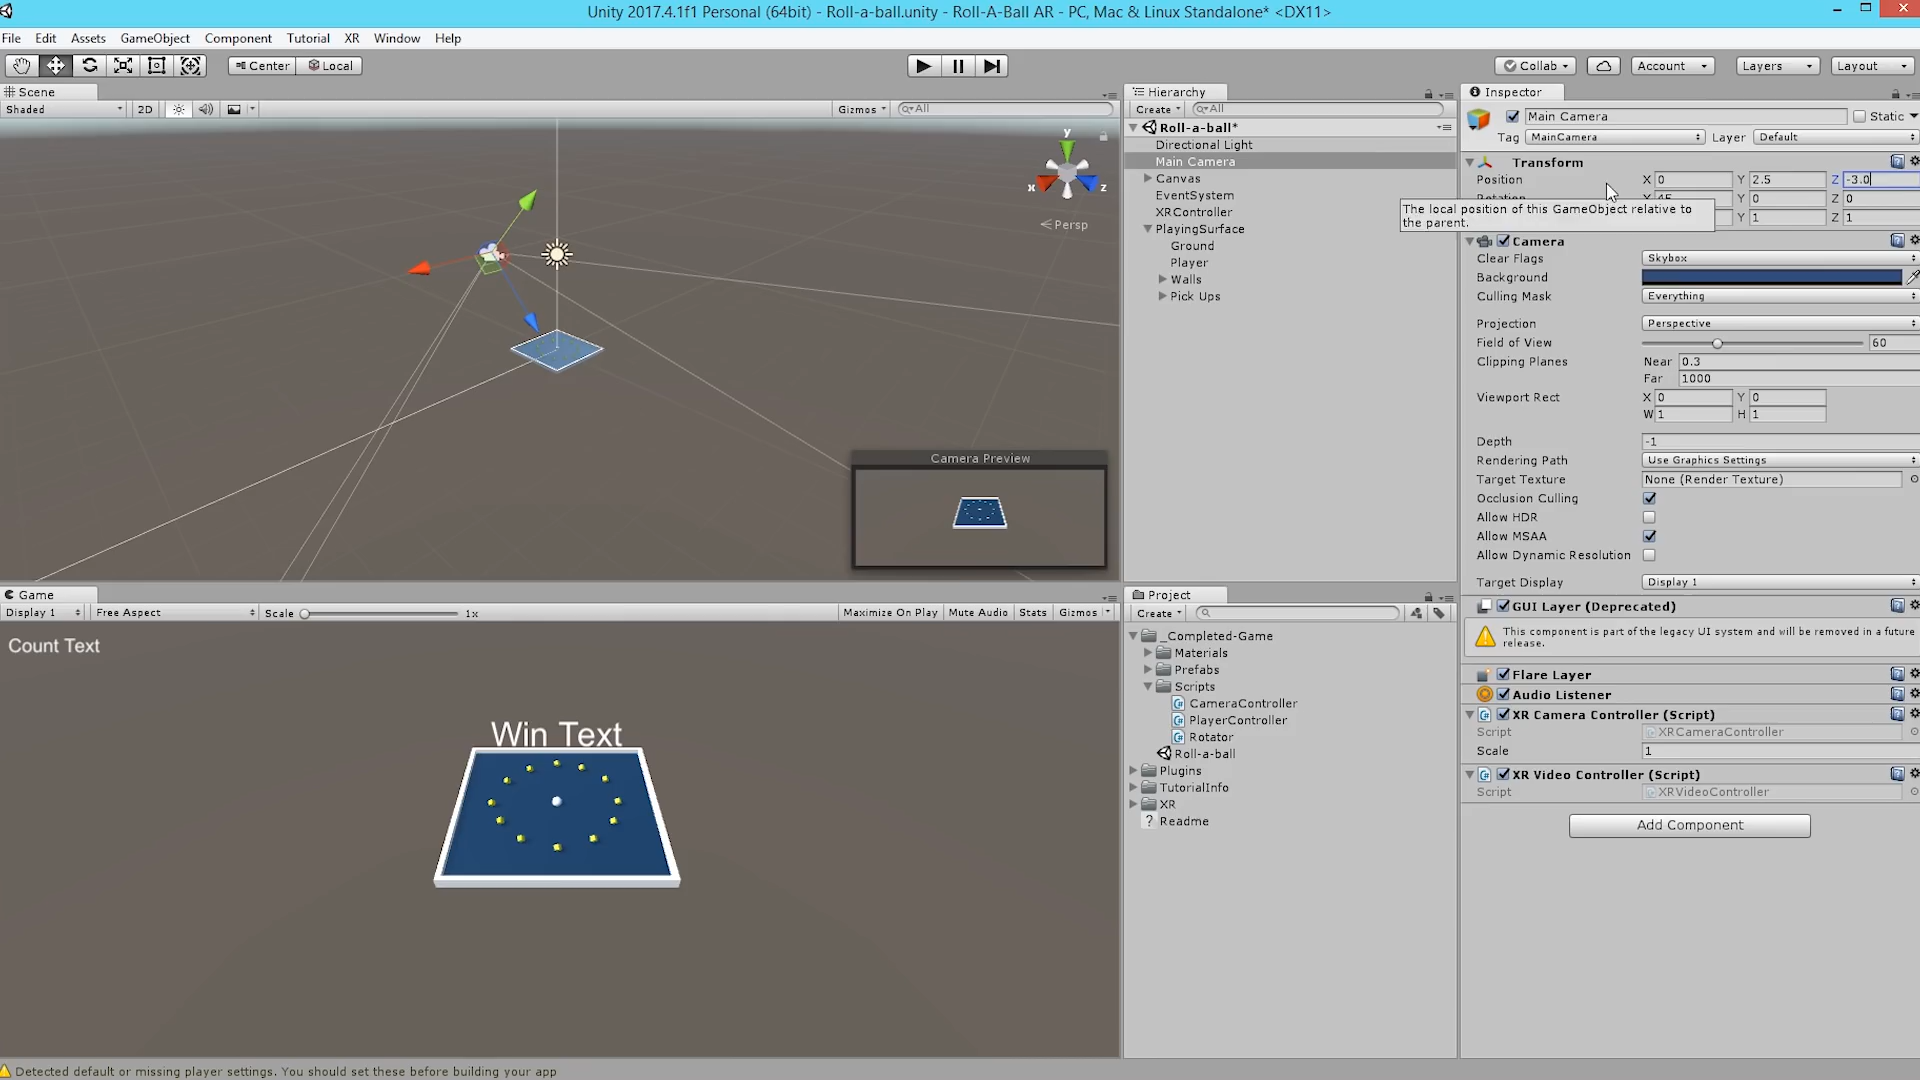 Unity 2017.4.1f1 Personal (64bit) - Roll-a-ball.unity - Roll-A-Ball AR - PC, Mac & Linux Standalone* <DX11>
File Edit Assets GameObject Component Tutorial XR Window Help
Center Local Collab Account Layers Layout
Scene
Shaded 2D Gizmos All
y
x z
Persp
Camera Preview
Game
Display 1 Free Aspect Scale 1x Maximize On Play Mute Audio Stats Gizmos
Count Text
Win Text
Hierarchy
Create All
Roll-a-ball*
Directional Light
Main Camera
Canvas
EventSystem
XRController
PlayingSurface
Ground
Player
Walls
Pick Ups
Project
Create
_Completed-Game
Materials
Prefabs
Scripts
CameraController
PlayerController
Rotator
Roll-a-ball
Plugins
TutorialInfo
XR
Readme
Inspector
Main Camera Static
Tag MainCamera Layer Default
Transform
Position X 0 Y 2.5 Z -3.0
Y 0 Z 0
The local position of this GameObject relative to
the parent.
Y 1 Z 1
Camera
Clear Flags Skybox
Background
Culling Mask Everything
Projection Perspective
Field of View 60
Clipping Planes Near 0.3
Far 1000
Viewport Rect X 0 Y 0
W 1 H 1
Depth -1
Rendering Path Use Graphics Settings
Target Texture None (Render Texture)
Occlusion Culling
Allow HDR
Allow MSAA
Allow Dynamic Resolution
Target Display Display 1
GUI Layer (Deprecated)
This component is part of the legacy UI system and will be removed in a future
release.
Flare Layer
Audio Listener
XR Camera Controller (Script)
Script XRCameraController
Scale 1
XR Video Controller (Script)
Script XRVideoController
Add Component
Detected default or missing player settings. You should set these before building your app